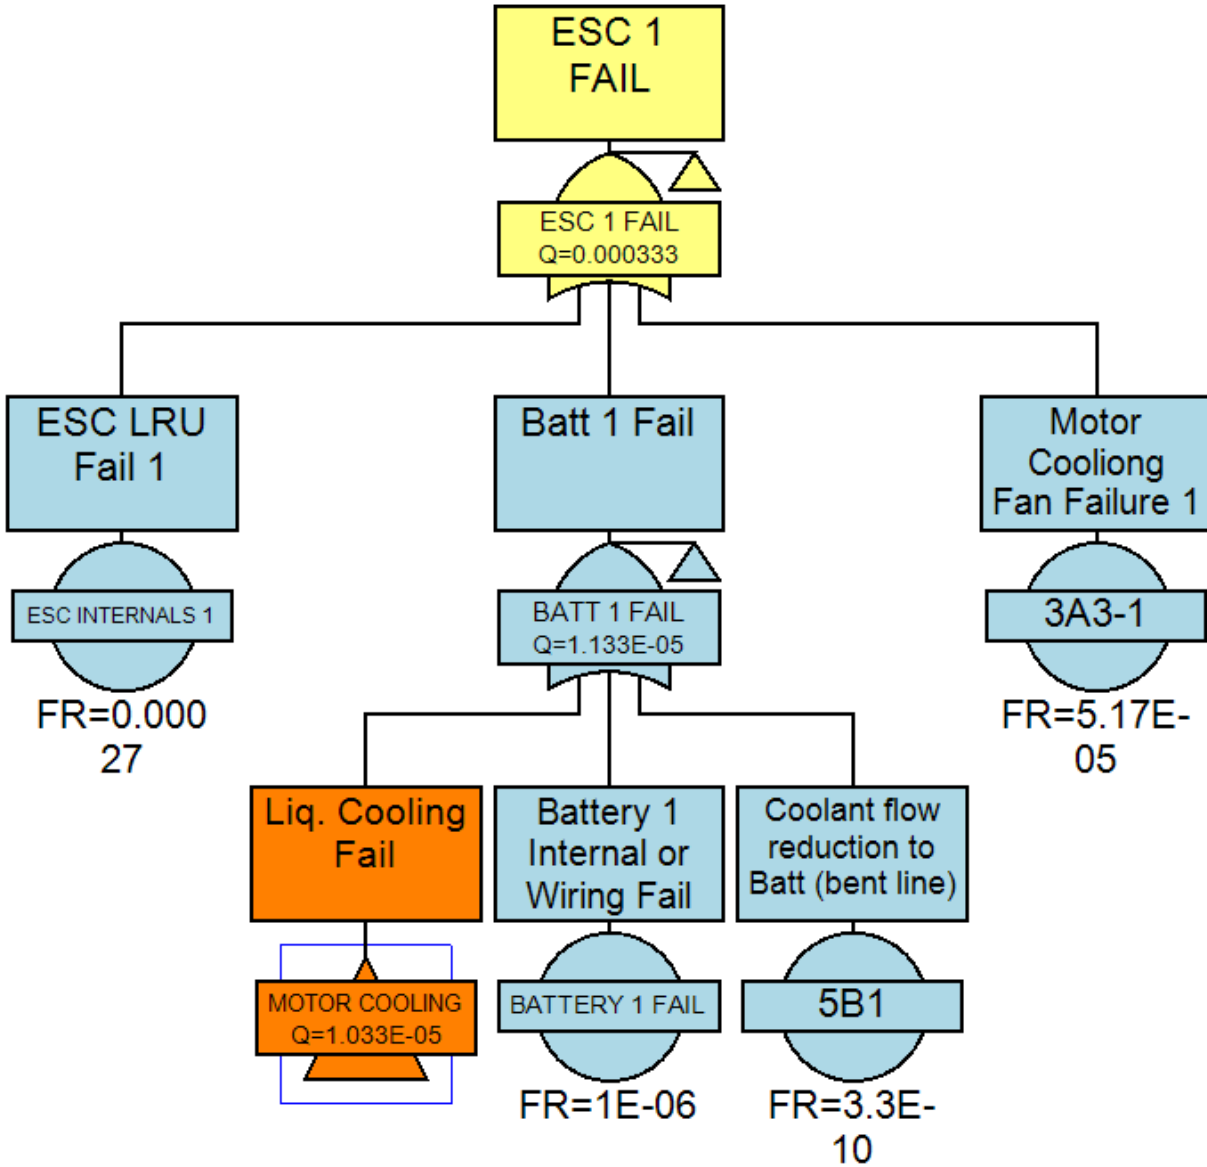 ESC 1
FAIL
ESC 1 FAIL
Q=0.000333
ESC LRU
Fail 1
ESC INTERNALS 1
FR=0.000
27
Batt 1 Fail
BATT 1 FAIL
Q=1.133E-05
Motor
Cooliong
Fan Failure 1
3A3-1
FR=5.17E-
05
Liq. Cooling
Fail
MOTOR COOLING
Q=1.033E-05
Battery 1
Internal or
Wiring Fail
BATTERY 1 FAIL
FR=1E-06
Coolant flow
reduction to
Batt (bent line)
5B1
FR=3.3E-
10